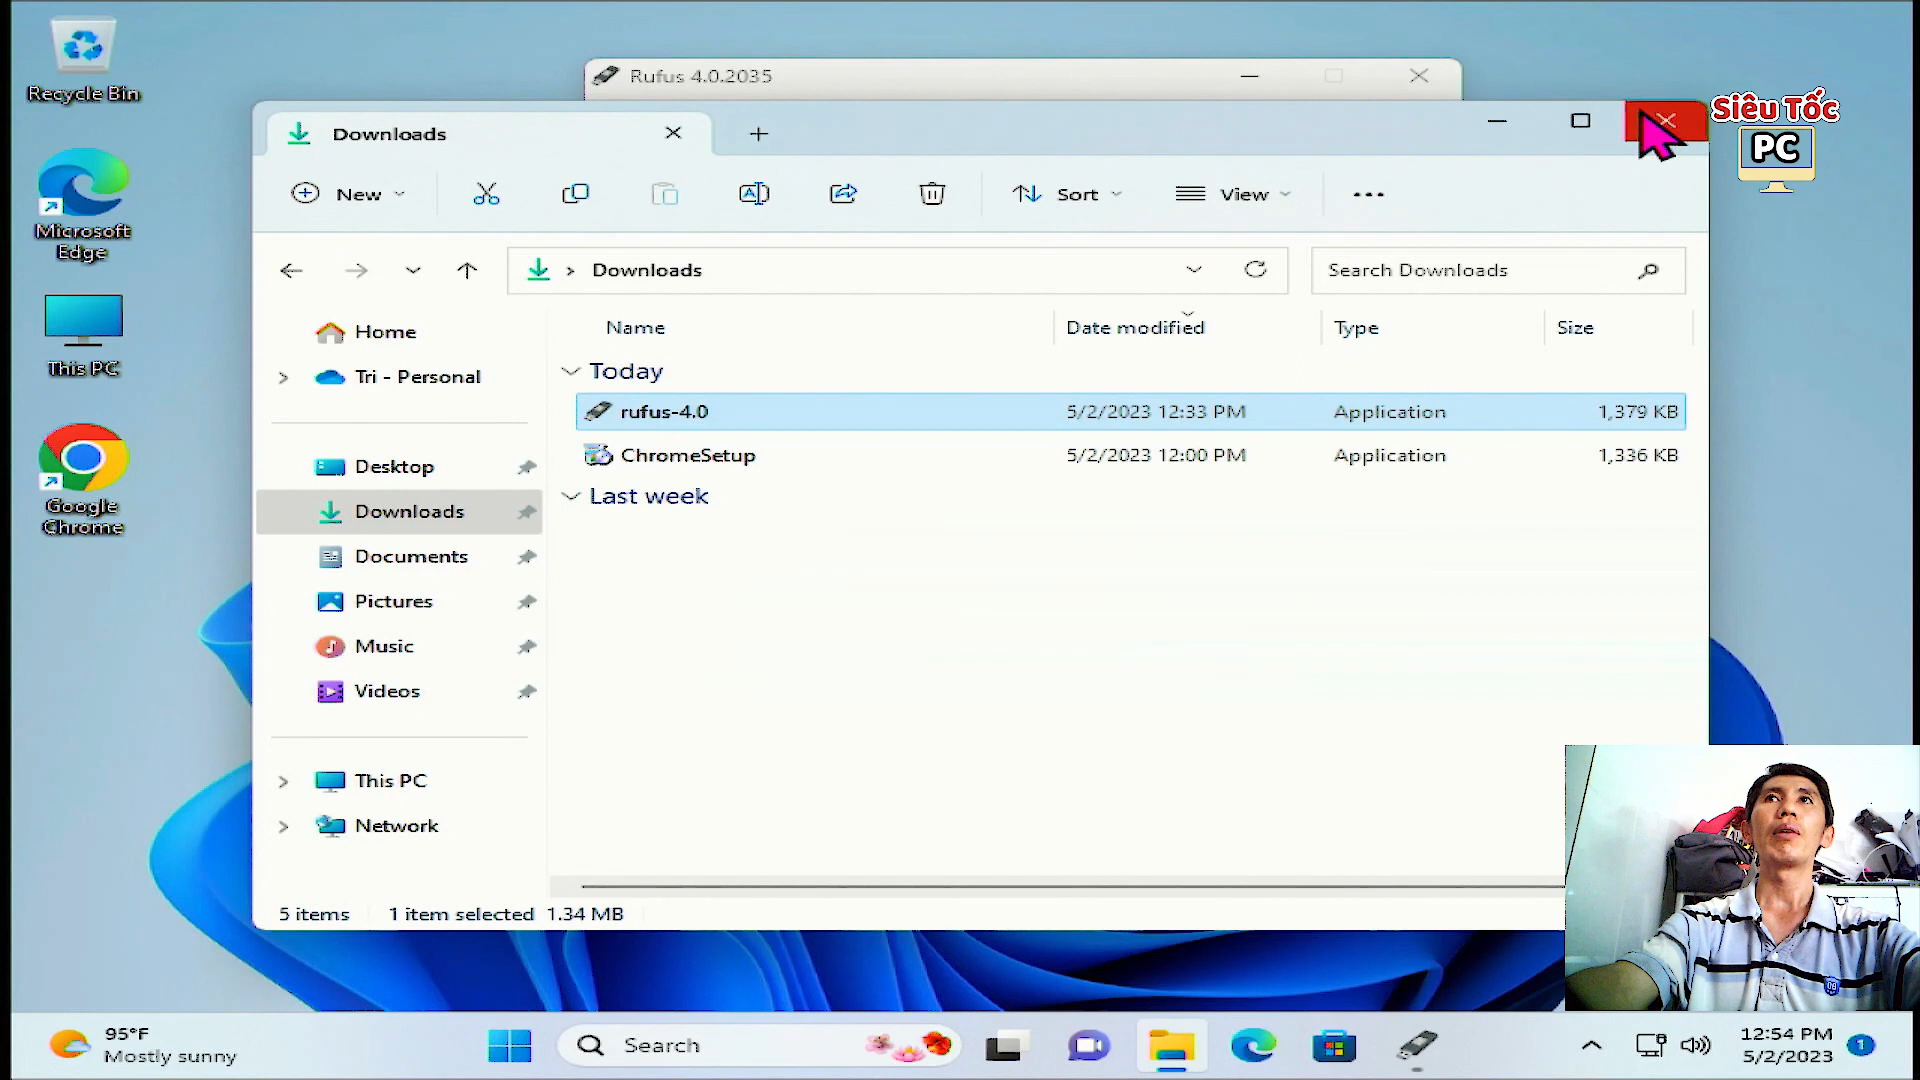 Recycle Bin
Microsoft
Edge
This PC
Google
Chrome
Rufus 4.0.2035
Siêu Tốc
PC
Downloads
New
Sort
View
Downloads
Search Downloads
Home
Tri - Personal
Desktop
Downloads
Documents
Pictures
Music
Videos
This PC
Network
Name Date modified Type Size
Today
rufus-4.0 5/2/2023 12:33 PM Application 1,379 KB
ChromeSetup 5/2/2023 12:00 PM Application 1,336 KB
Last week
5 items 1 item selected 1.34 MB
95°F
Mostly sunny
Search
12:54 PM
5/2/2023
1